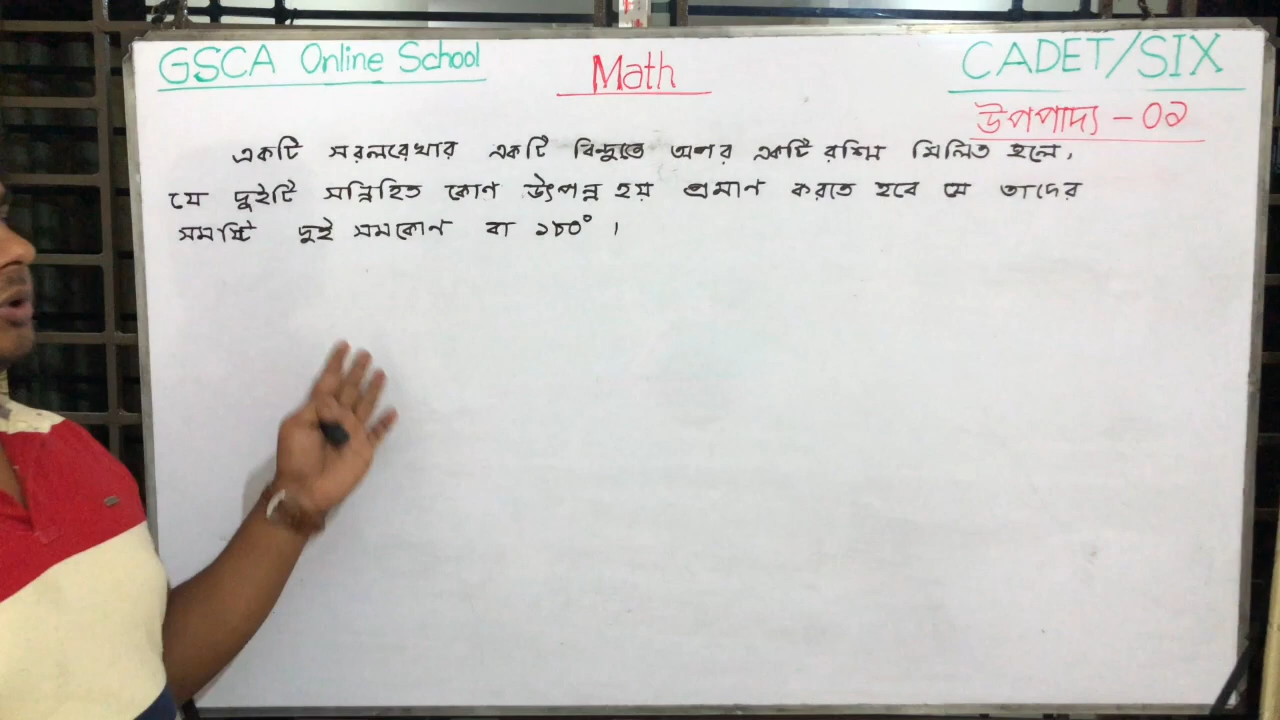 GSCA Online School
Math
CADET/SIX
উপপাদ্য - ০১
একটি সরলরেখার একটি বিন্দুতে অপর একটি রশ্মি মিলিত হলে,
যে দুইটি সন্নিহিত কোণ উৎপন্ন হয় প্রমাণ করতে হবে যে তাদের
সমষ্টি দুই সমকোণ বা ১৮০° ।